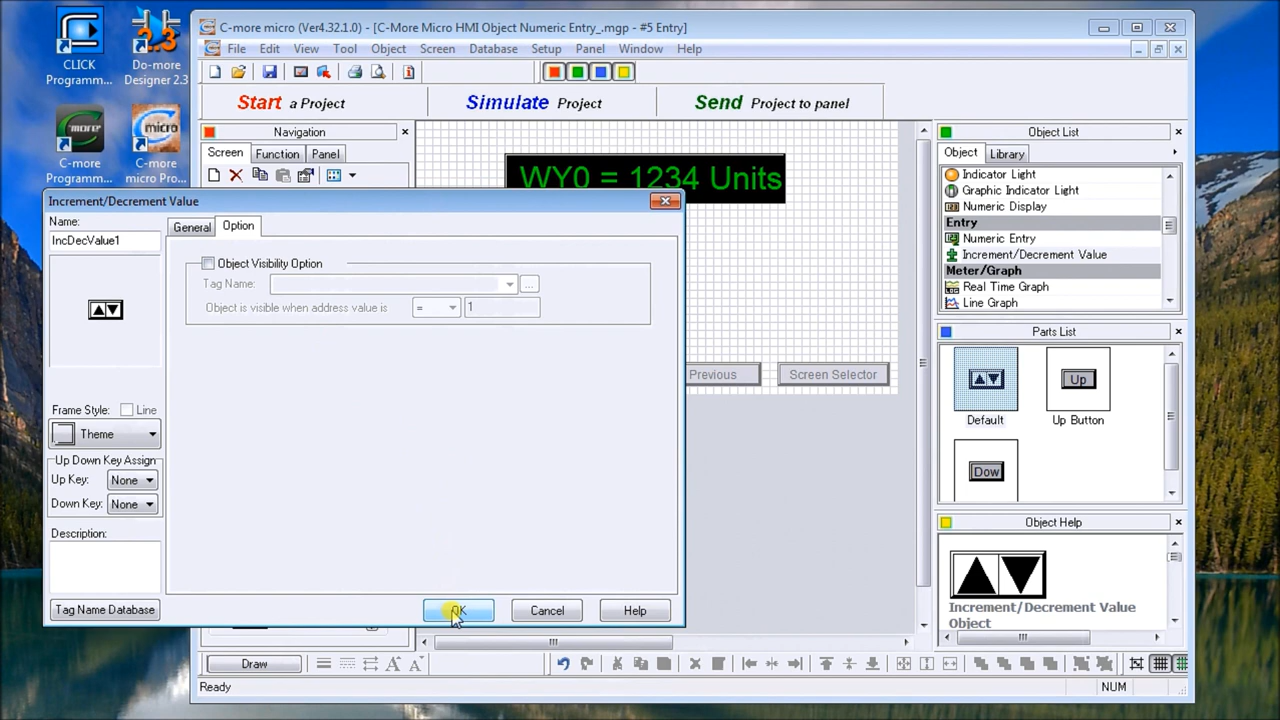 CLICK
Programm...
Do-more
Designer 2.3
C-more
Programm...
C-more
micro Pro...
C-more micro (Ver4.32.1.0) - [C-More Micro HMI Object Numeric Entry_.mgp - #5 Entry]
File Edit View Tool Object Screen Database Setup Panel Window Help
Start a Project
Simulate Project
Send Project to panel
Navigation
Screen Function Panel
WY0 = 1234 Units
Previous
Screen Selector
Increment/Decrement Value
Name:
IncDecValue1
General Option
Object Visibility Option
Tag Name:
...
Object is visible when address value is = 1
Frame Style: Line
Theme
Up Down Key Assign
Up Key: None
Down Key: None
Description:
Tag Name Database
OK
Cancel
Help
Object List
Object Library
Indicator Light
Graphic Indicator Light
Numeric Display
Entry
Numeric Entry
Increment/Decrement Value
Meter/Graph
Real Time Graph
Line Graph
Parts List
Default
Up
Up Button
Dow
Object Help
Increment/Decrement Value
Object
Draw
Ready
NUM